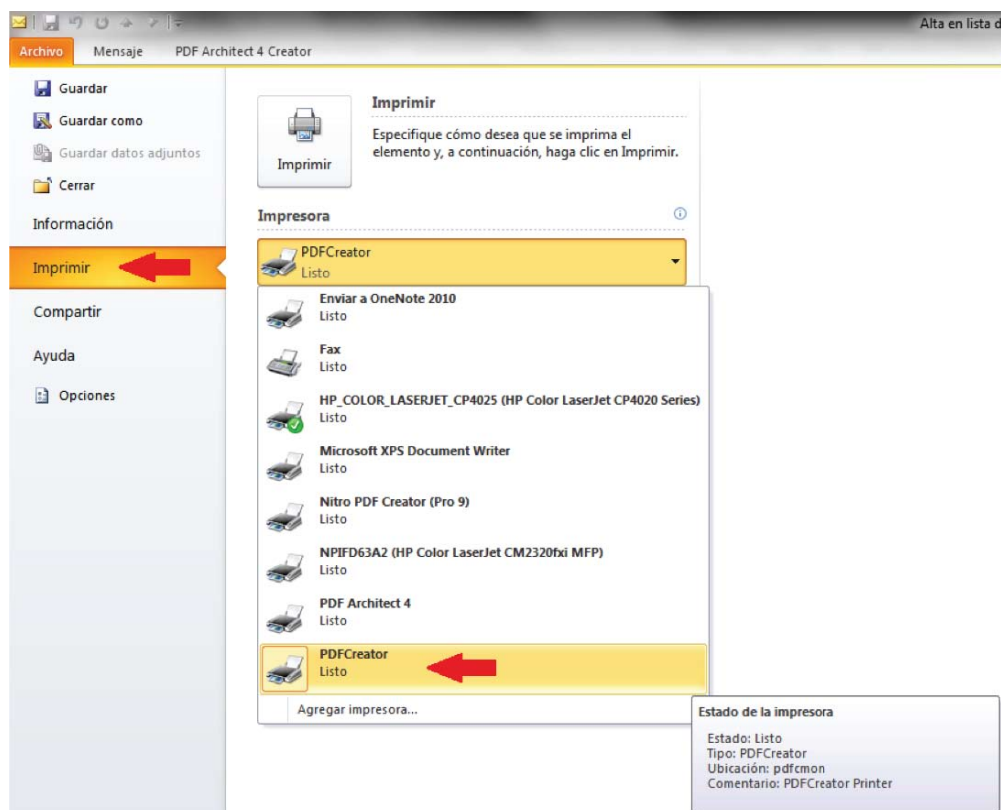 Alta en lista d
Archivo Mensaje PDF Architect 4 Creator
Guardar
Guardar como
Guardar datos adjuntos
Cerrar
Información
Imprimir
Compartir
Ayuda
Opciones
Imprimir
Imprimir
Especifique cómo desea que se imprima el
elemento y, a continuación, haga clic en Imprimir.
Impresora
PDFCreator
Listo
Enviar a OneNote 2010
Listo
Fax
Listo
HP_COLOR_LASERJET_CP4025 (HP Color LaserJet CP4020 Series)
Listo
Microsoft XPS Document Writer
Listo
Nitro PDF Creator (Pro 9)
Listo
NPIFD63A2 (HP Color LaserJet CM2320fxi MFP)
Listo
PDF Architect 4
Listo
PDFCreator
Listo
Agregar impresora...
Estado de la impresora
Estado: Listo
Tipo: PDFCreator
Ubicación: pdfcmon
Comentario: PDFCreator Printer